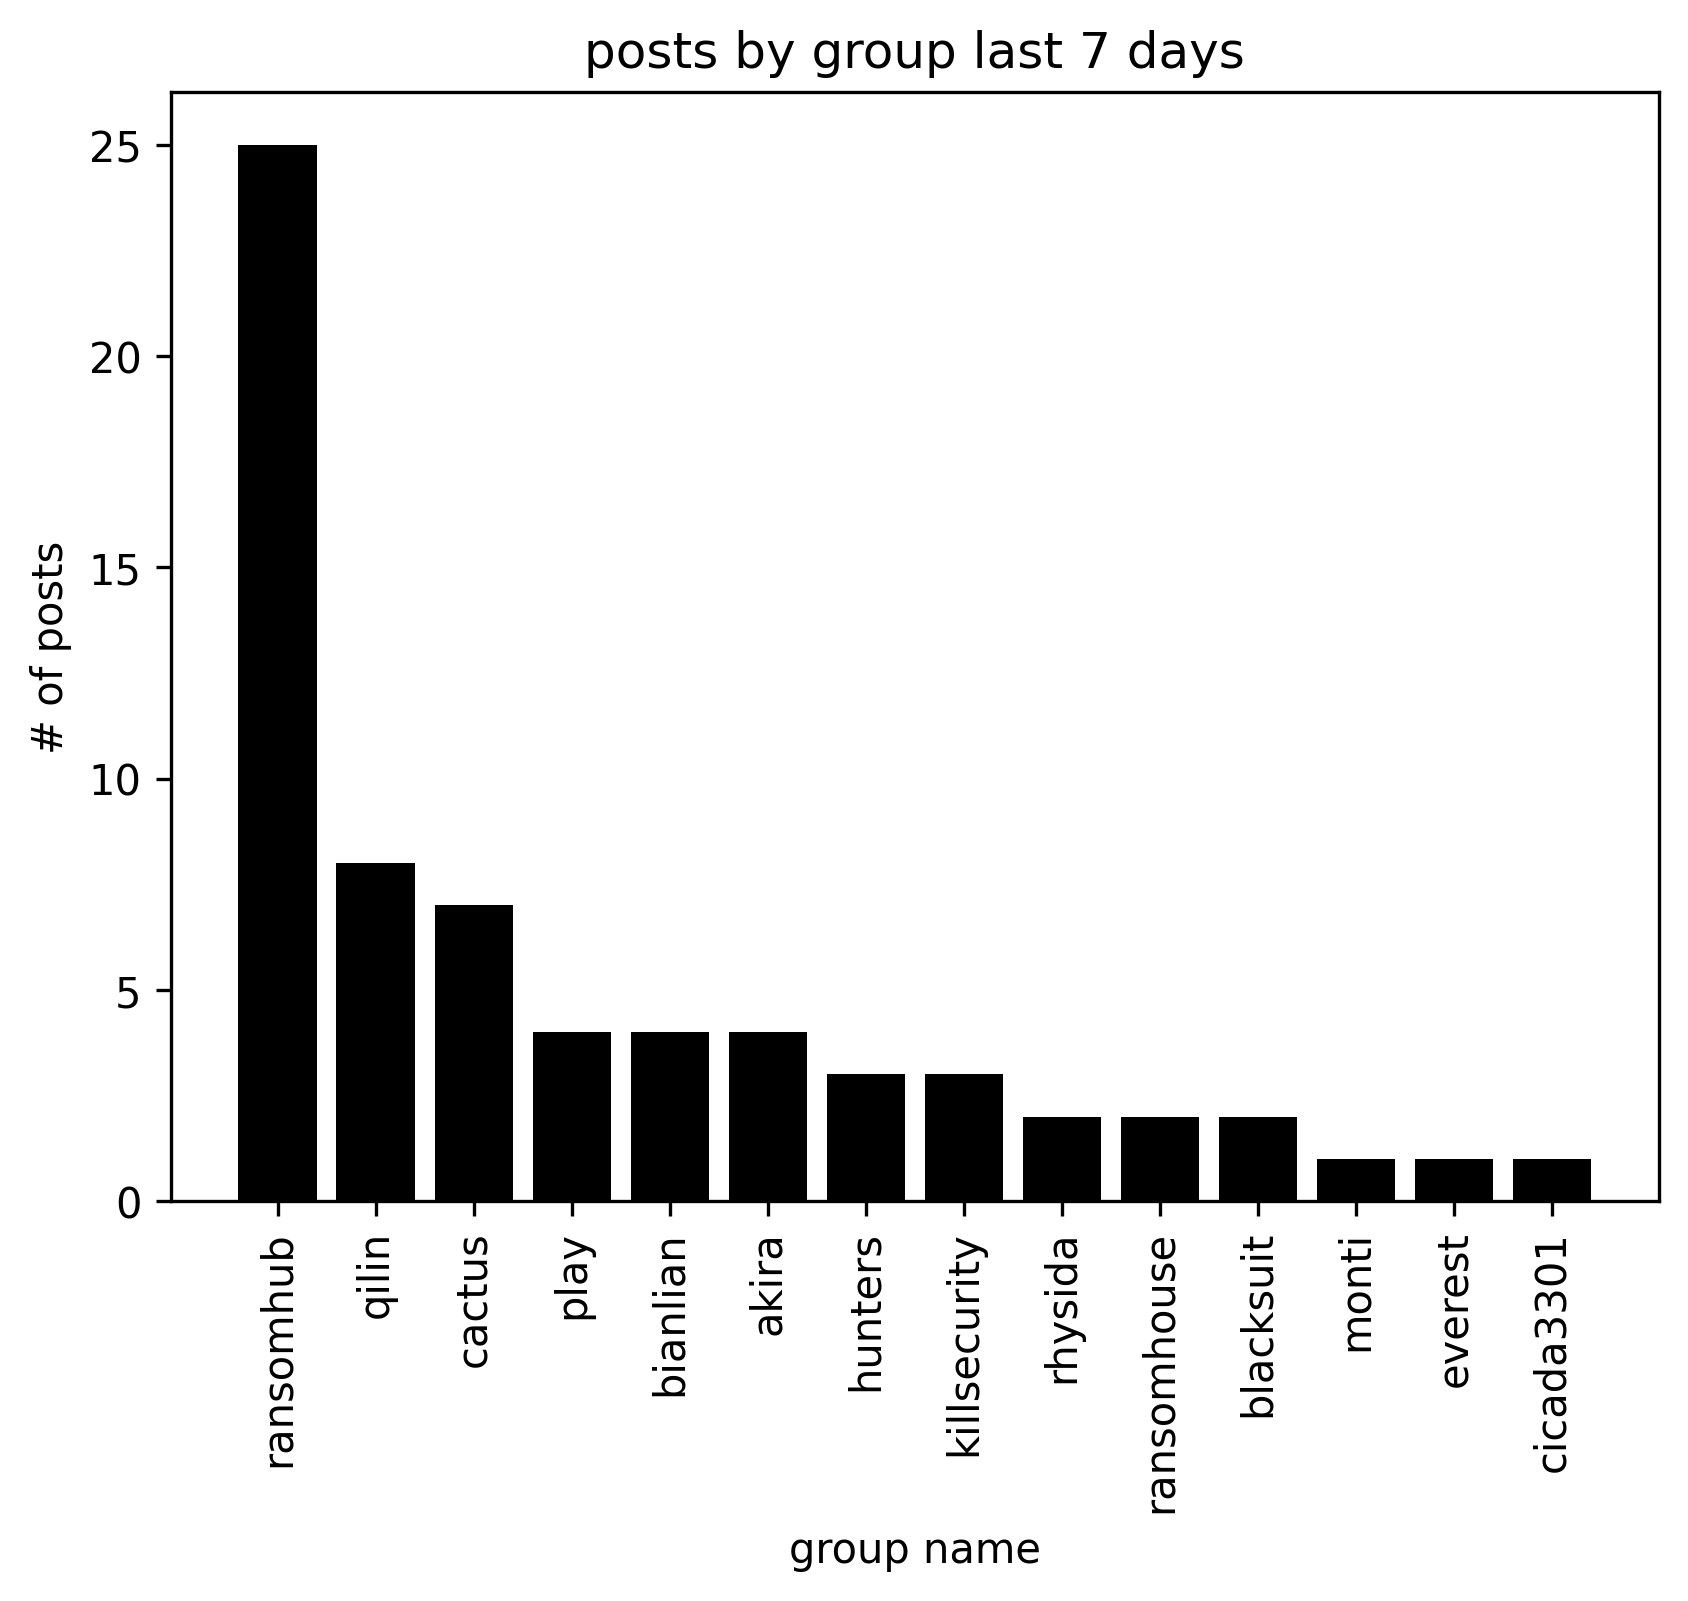 posts by group last 7 days
25
20
15
10
5
0
# of posts
ransomhub
qilin
cactus
play
bianlian
akira
hunters
killsecurity
rhysida
ransomhouse
blacksuit
monti
everest
cicada3301
group name